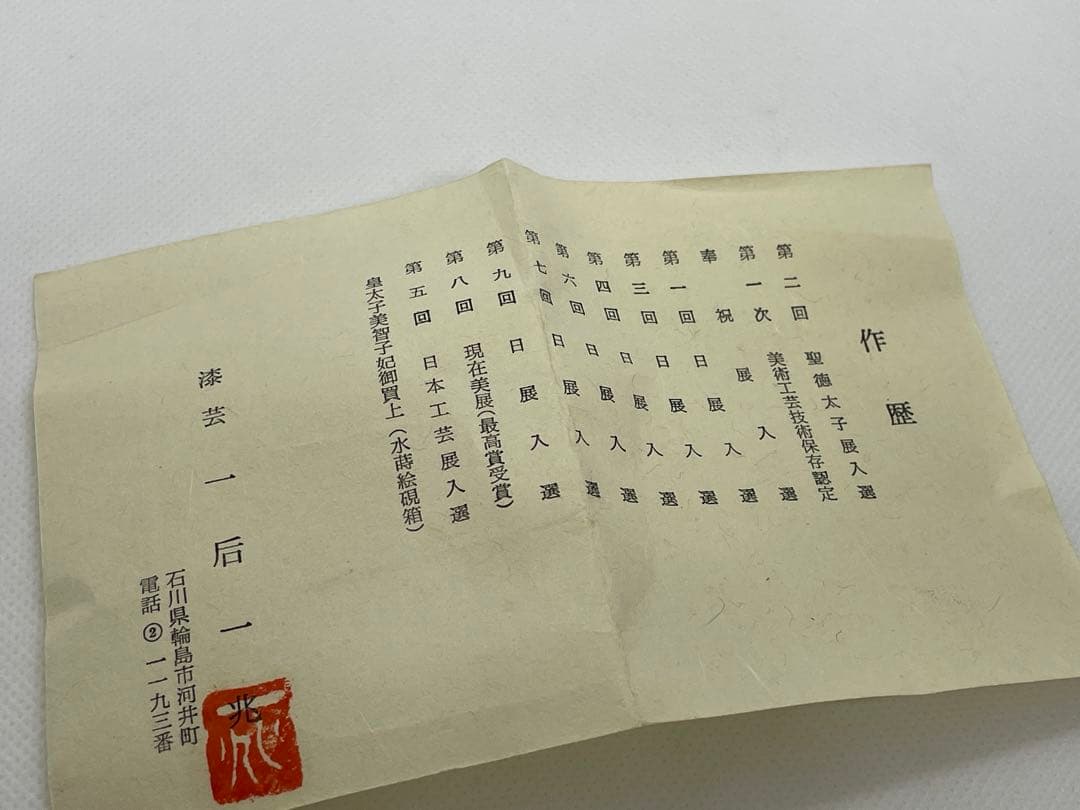 作歴
第二回 聖徳太子展入選
第一次 美術工芸技術保存認定
奉祝展入選
第一回日展入選
第三回日展入選
第四回日展入選
第六回日展入選
第七回日展入選
第九回日展入選
第八回 現在美展(最高賞受賞)
第五回 日本工芸展入選
皇太子美智子妃御買上(水蒔絵硯箱)
漆芸 一后一兆
石川県輪島市河井町
電話②一一九三番